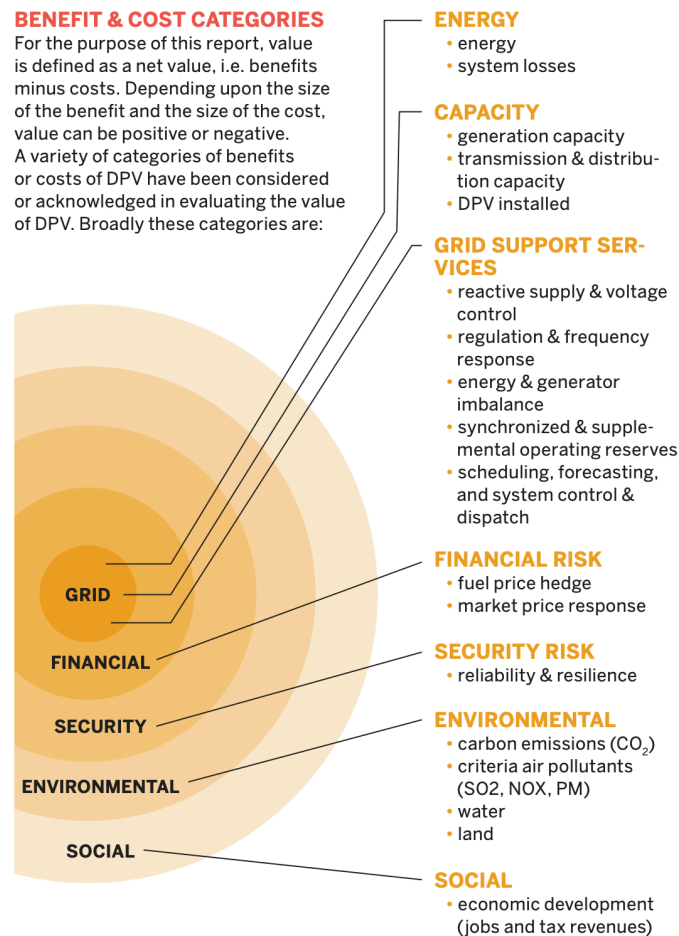 BENEFIT & COST CATEGORIES
For the purpose of this report, value
is defined as a net value, i.e. benefits
minus costs. Depending upon the size
of the benefit and the size of the cost,
value can be positive or negative.
A variety of categories of benefits
or costs of DPV have been considered
or acknowledged in evaluating the value
of DPV. Broadly these categories are:
GRID
FINANCIAL
SECURITY
ENVIRONMENTAL
SOCIAL
ENERGY
• energy
• system losses
CAPACITY
• generation capacity
• transmission & distribu-
tion capacity
• DPV installed
GRID SUPPORT SER-
VICES
• reactive supply & voltage
control
• regulation & frequency
response
• energy & generator
imbalance
• synchronized & supple-
mental operating reserves
• scheduling, forecasting,
and system control &
dispatch
FINANCIAL RISK
• fuel price hedge
• market price response
SECURITY RISK
• reliability & resilience
ENVIRONMENTAL
• carbon emissions (CO₂)
• criteria air pollutants
(SO2, NOX, PM)
• water
• land
SOCIAL
• economic development
(jobs and tax revenues)